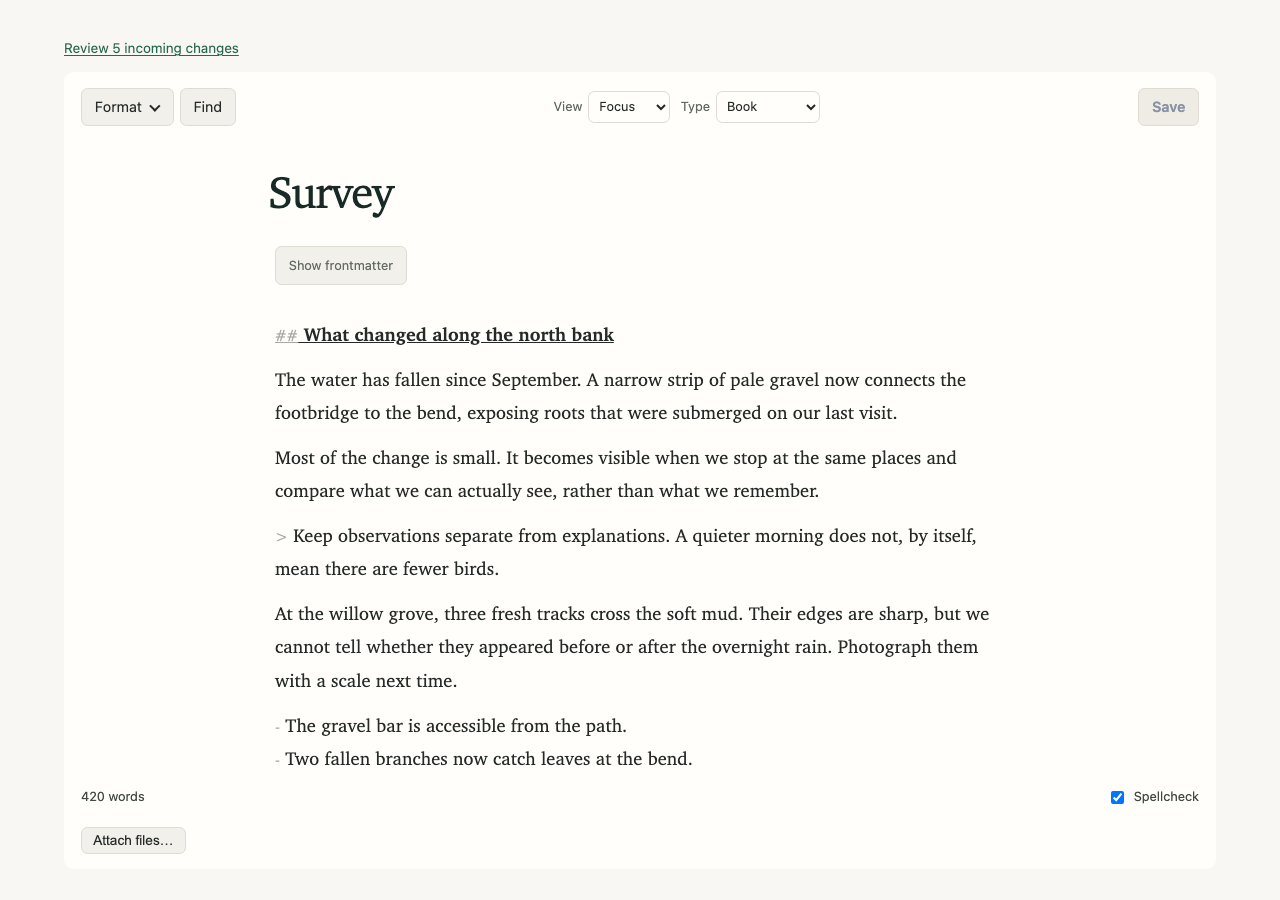 Review 5 incoming changes
Format
Find
View
Focus
Type
Book
Save
Survey
Show frontmatter
## What changed along the north bank
The water has fallen since September. A narrow strip of pale gravel now connects the
footbridge to the bend, exposing roots that were submerged on our last visit.
Most of the change is small. It becomes visible when we stop at the same places and
compare what we can actually see, rather than what we remember.
> Keep observations separate from explanations. A quieter morning does not, by itself,
mean there are fewer birds.
At the willow grove, three fresh tracks cross the soft mud. Their edges are sharp, but we
cannot tell whether they appeared before or after the overnight rain. Photograph them
with a scale next time.
- The gravel bar is accessible from the path.
- Two fallen branches now catch leaves at the bend.
420 words
Spellcheck
Attach files…